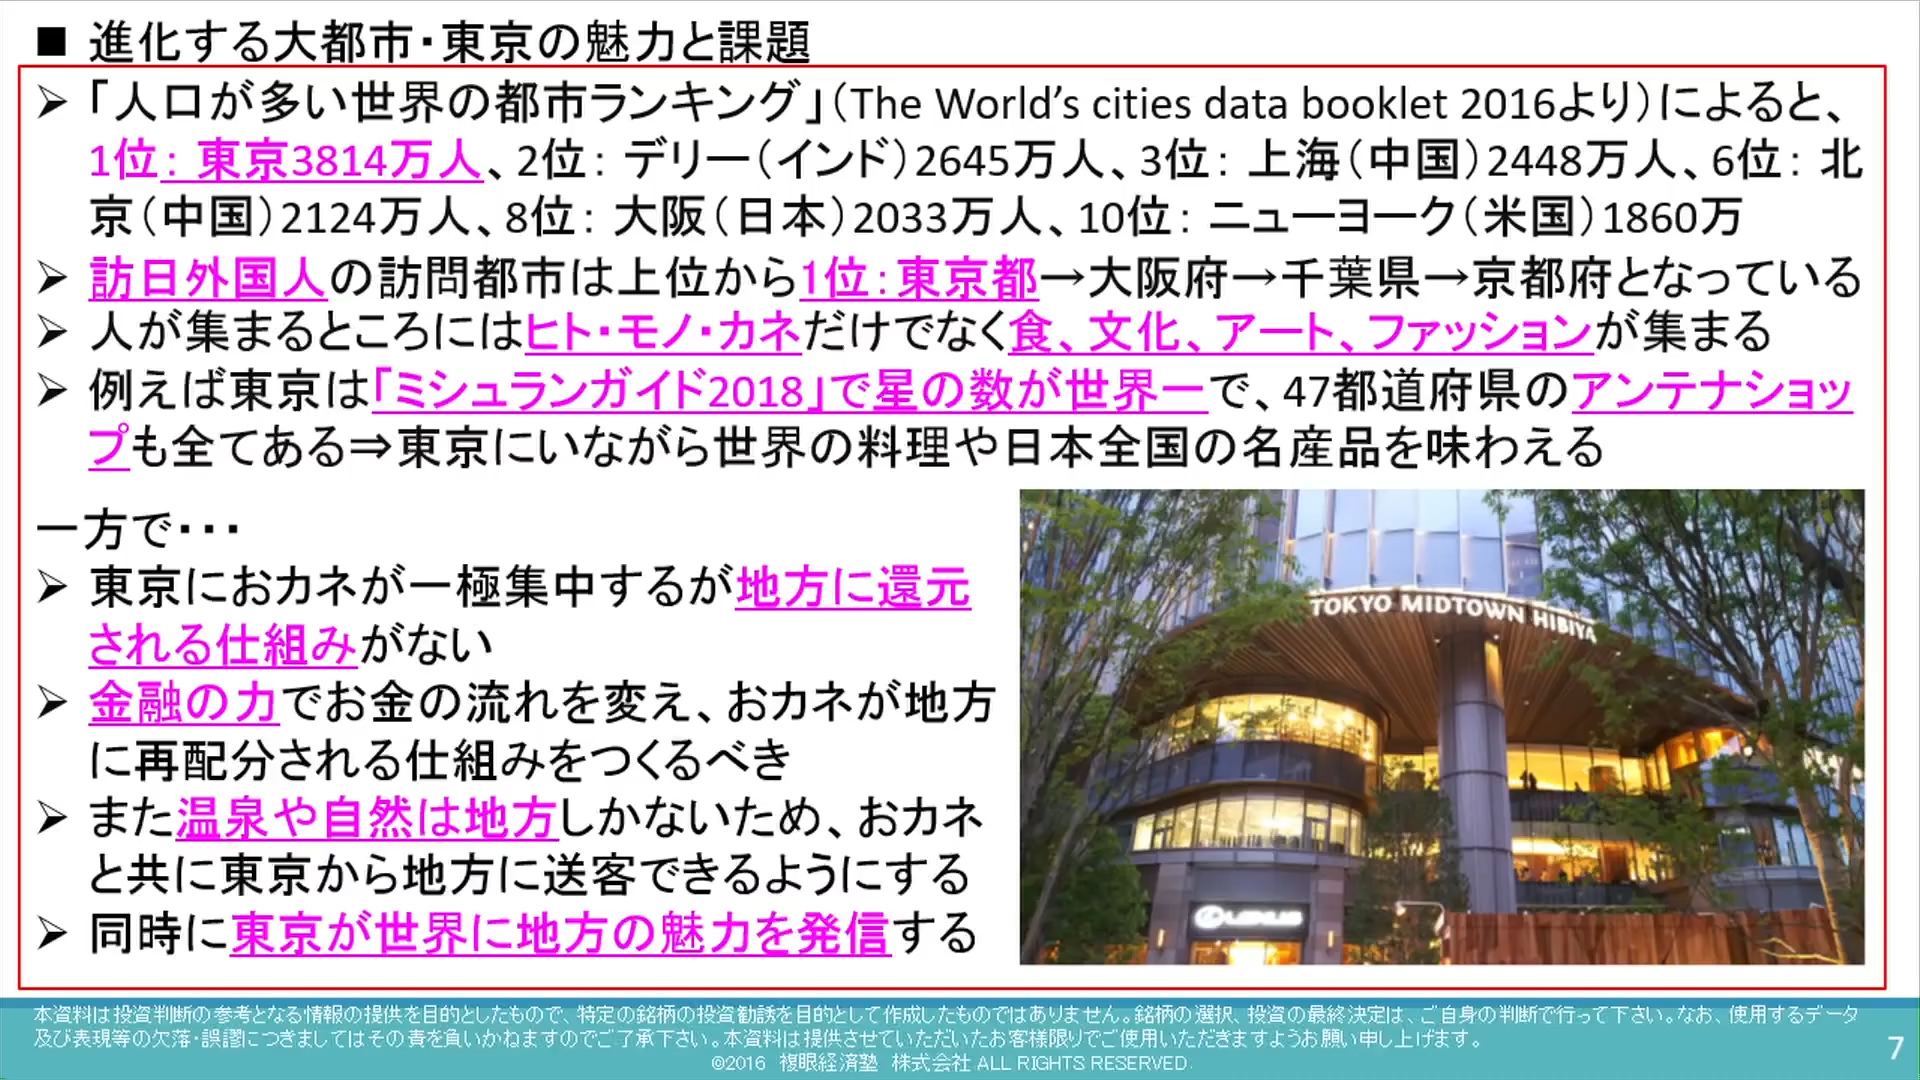 ■ 進化する大都市・東京の魅力と課題
➢ 「人口が多い世界の都市ランキング」（The World's cities data booklet 2016より）によると、
1位： 東京3814万人、2位： デリー（インド）2645万人、3位： 上海（中国）2448万人、6位： 北
京（中国）2124万人、8位： 大阪（日本）2033万人、10位： ニューヨーク（米国）1860万
➢ 訪日外国人の訪問都市は上位から1位：東京都→大阪府→千葉県→京都府となっている
➢ 人が集まるところにはヒト・モノ・カネだけでなく食、文化、アート、ファッションが集まる
➢ 例えば東京は「ミシュランガイド2018」で星の数が世界一で、47都道府県のアンテナショッ
プも全てある⇒東京にいながら世界の料理や日本全国の名産品を味わえる
一方で・・・
➢ 東京におカネが一極集中するが地方に還元
される仕組みがない
➢ 金融の力でお金の流れを変え、おカネが地方
に再配分される仕組みをつくるべき
➢ また温泉や自然は地方しかないため、おカネ
と共に東京から地方に送客できるようにする
➢ 同時に東京が世界に地方の魅力を発信する
TOKYO MIDTOWN HIBIYA
LEXUS
本資料は投資判断の参考となる情報の提供を目的としたもので、特定の銘柄の投資勧誘を目的として作成したものではありません。銘柄の選択、投資の最終決定は、ご自身の判断で行って下さい。なお、使用するデータ
及び表現等の欠落・誤謬につきましてはその責を負いかねますのでご了承下さい。本資料は提供させていただいたお客様限りでご使用いただきますようお願い申し上げます。
©2016 複眼経済塾 株式会社 ALL RIGHTS RESERVED.
7